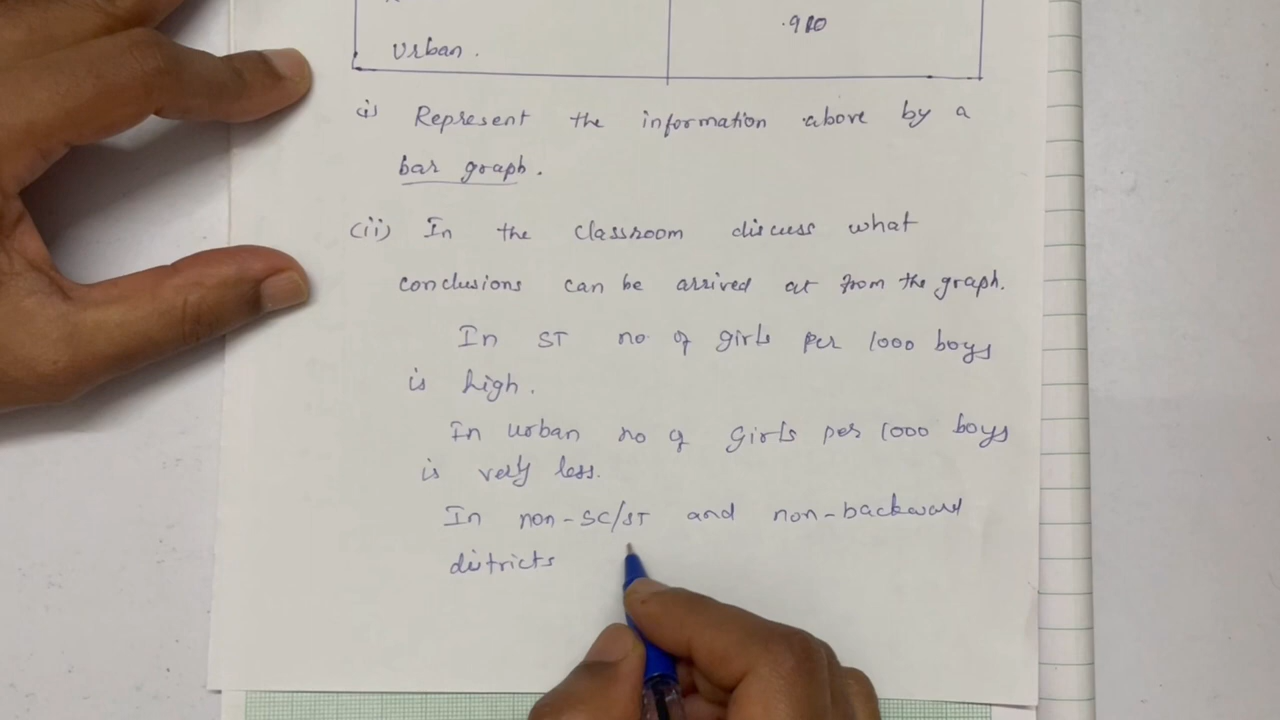 .910
Urban.
(i) Represent the information above by a
bar graph.
(ii) In the classroom discuss what
conclusions can be arrived at from the graph.
In ST no of girls per 1000 boys
is high.
In urban no of Girls per 1000 boys
is very less.
In non-SC/ST and non-backward
districts